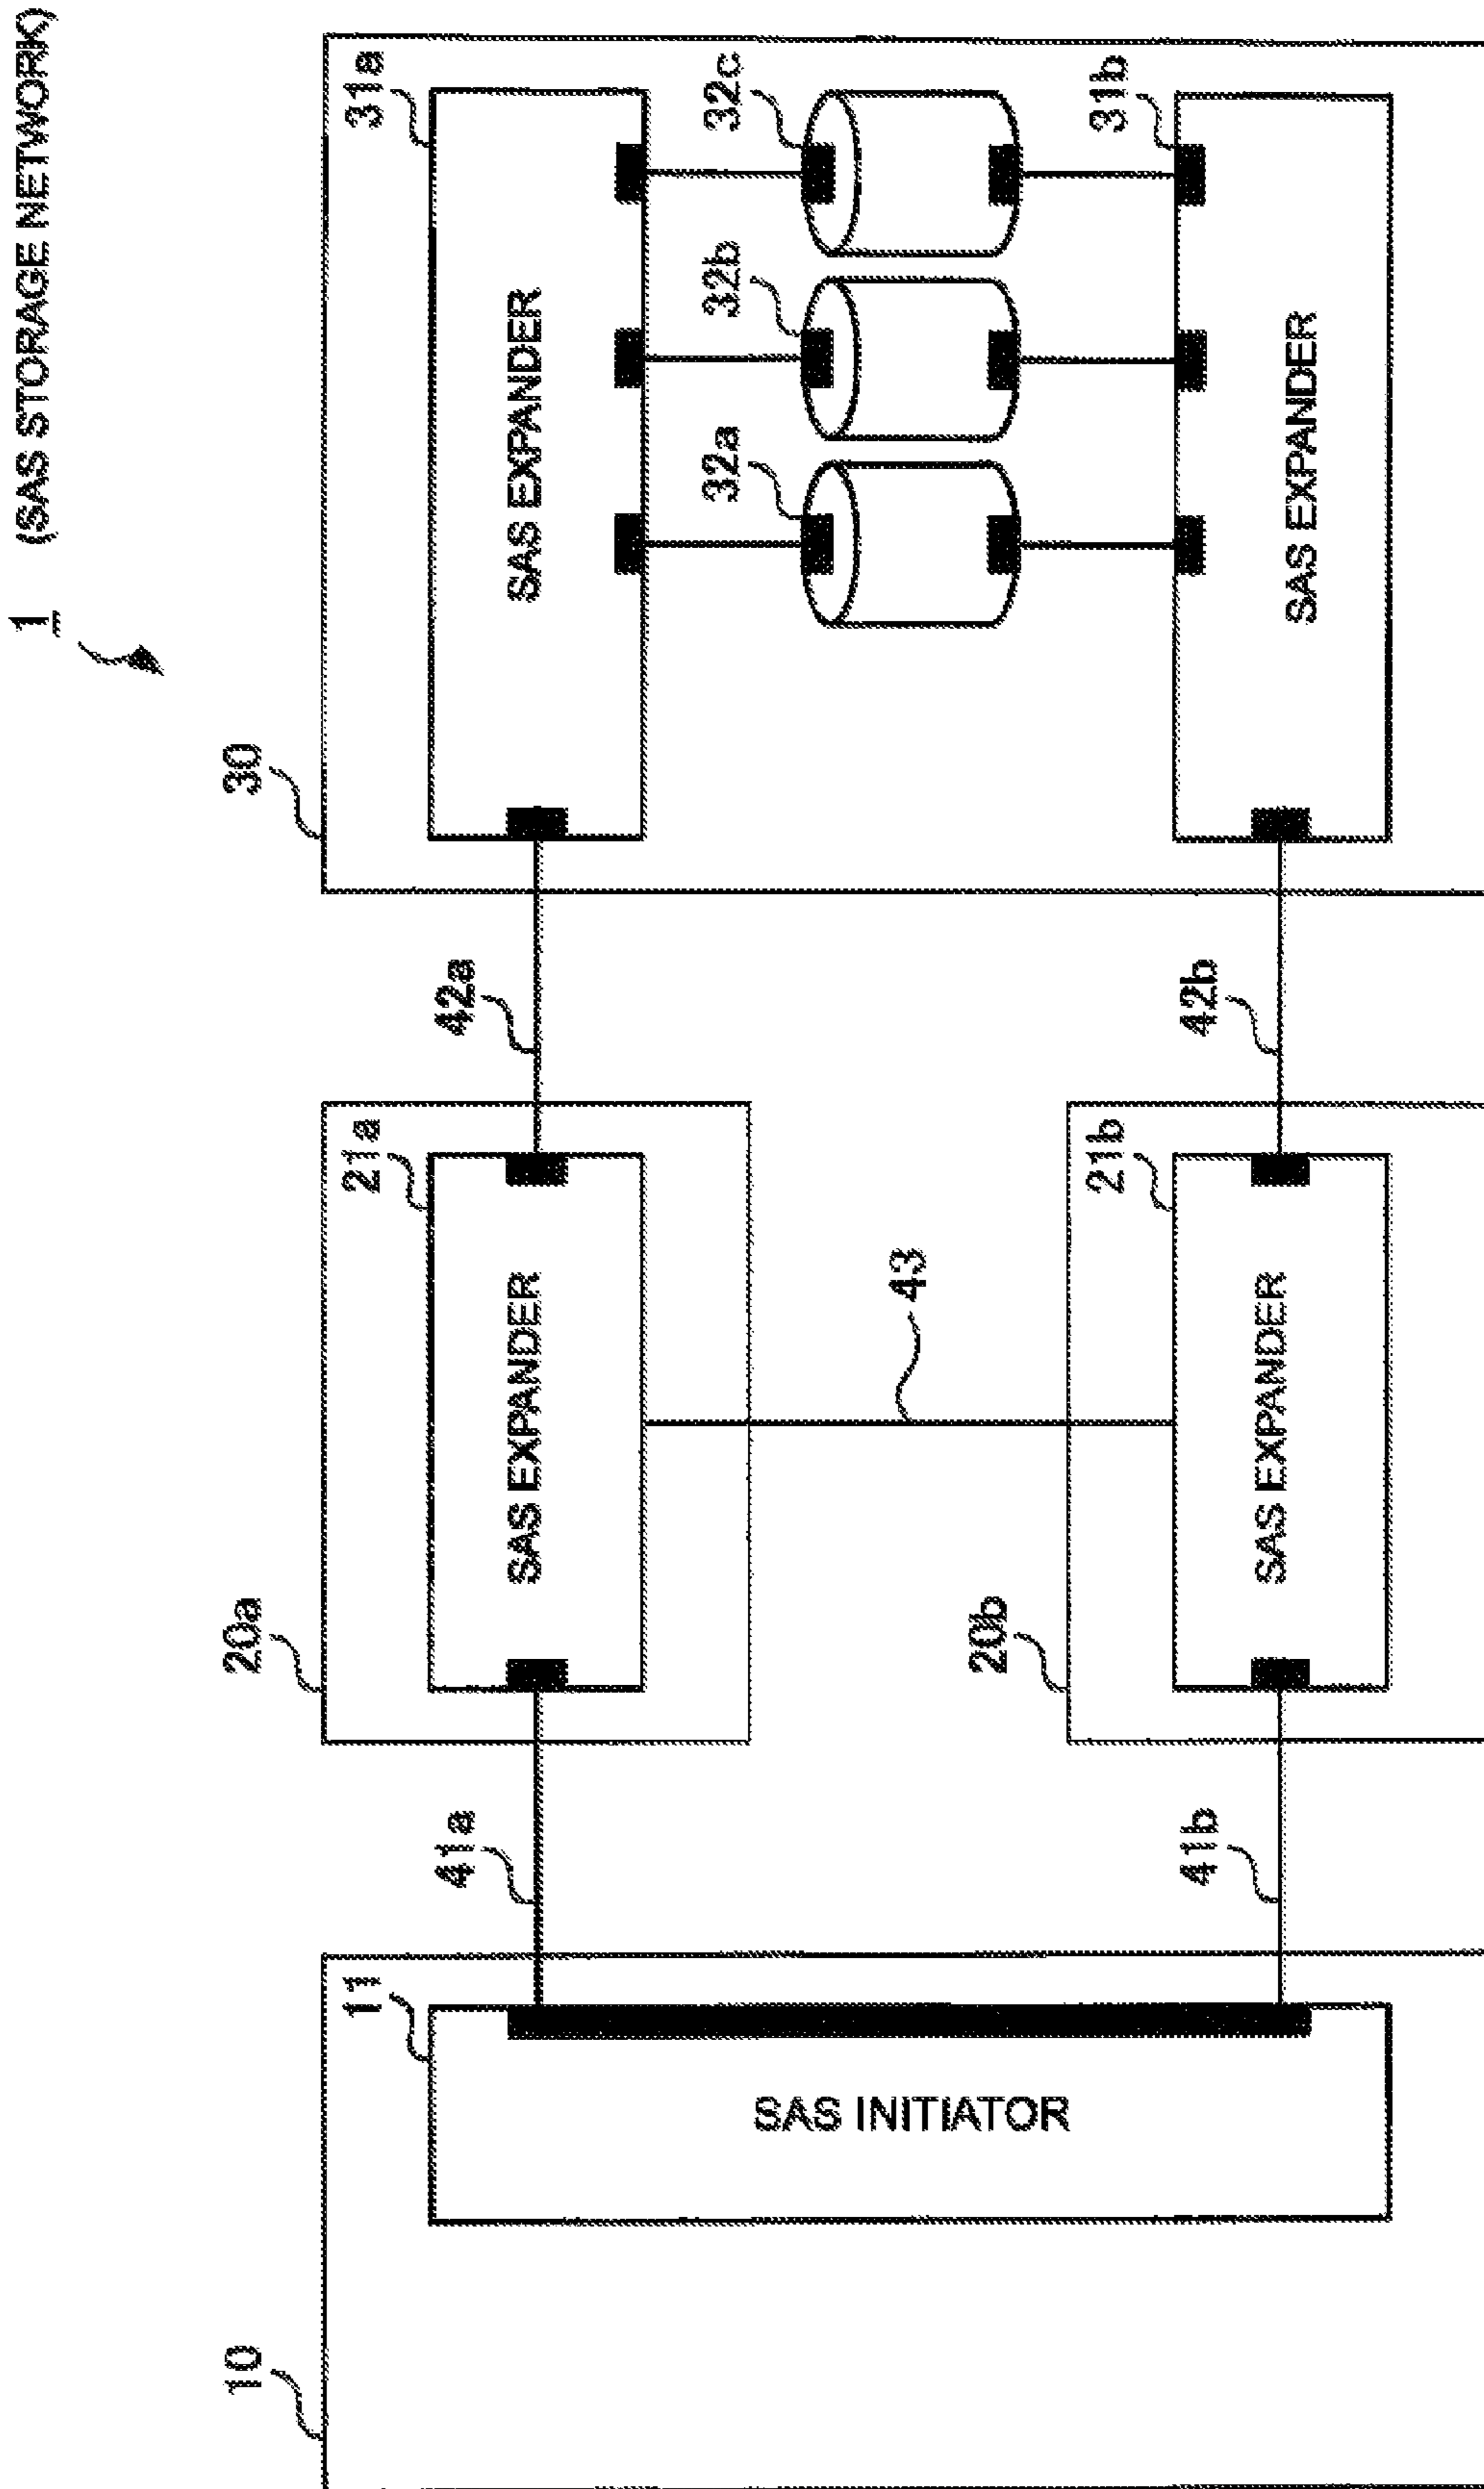 1 (SAS STORAGE NETWORK)
10
20a
30
11
41a
21a
42a
31a
SAS EXPANDER
SAS EXPANDER
32a
32b
32c
SAS INITIATOR
43
20b
41b
21b
42b
31b
SAS EXPANDER
SAS EXPANDER